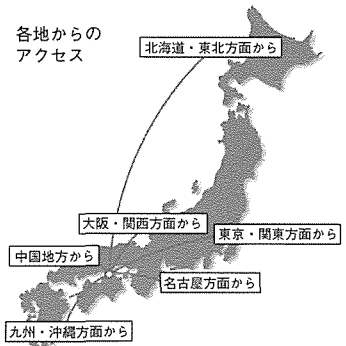 各地からの
アクセス
北海道・東北方面から
大阪・関西方面から
東京・関東方面から
中国地方から
名古屋方面から
九州・沖縄方面から